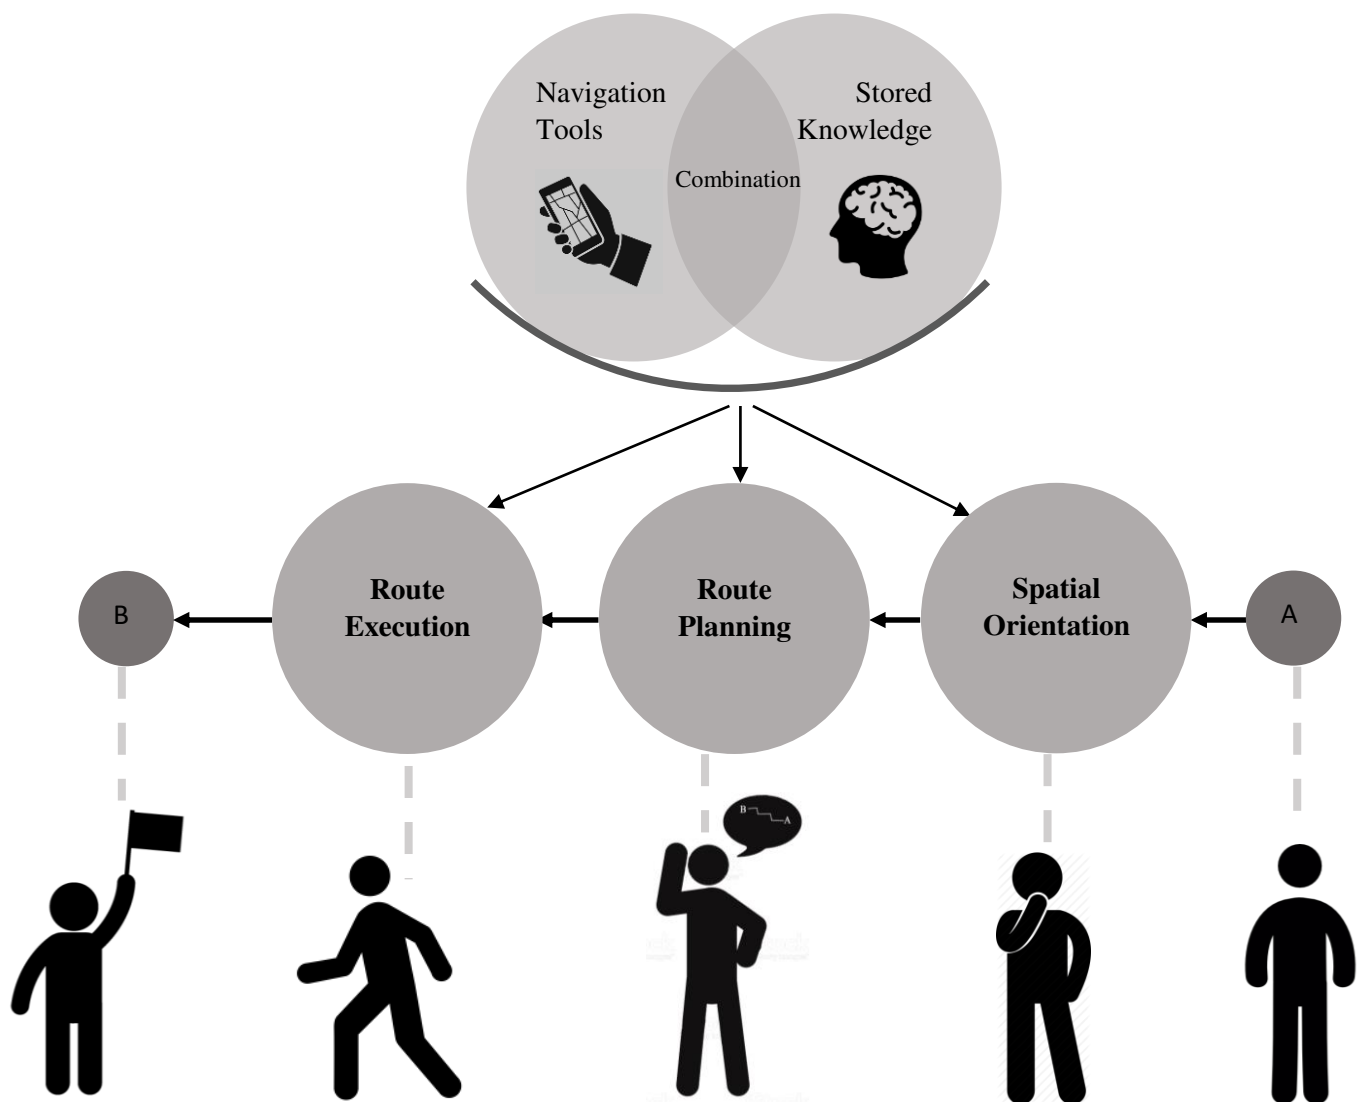 Navigation
Tools
Stored
Knowledge
Combination
Route
Execution
Route
Planning
Spatial
Orientation
B
A
B
A